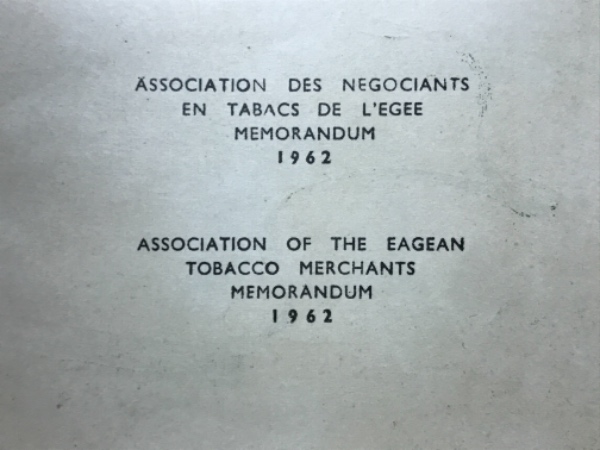 ASSOCIATION DES NEGOCIANTS
EN TABACS DE L'EGEE
MEMORANDUM
1962
ASSOCIATION OF THE EAGEAN
TOBACCO MERCHANTS
MEMORANDUM
1962